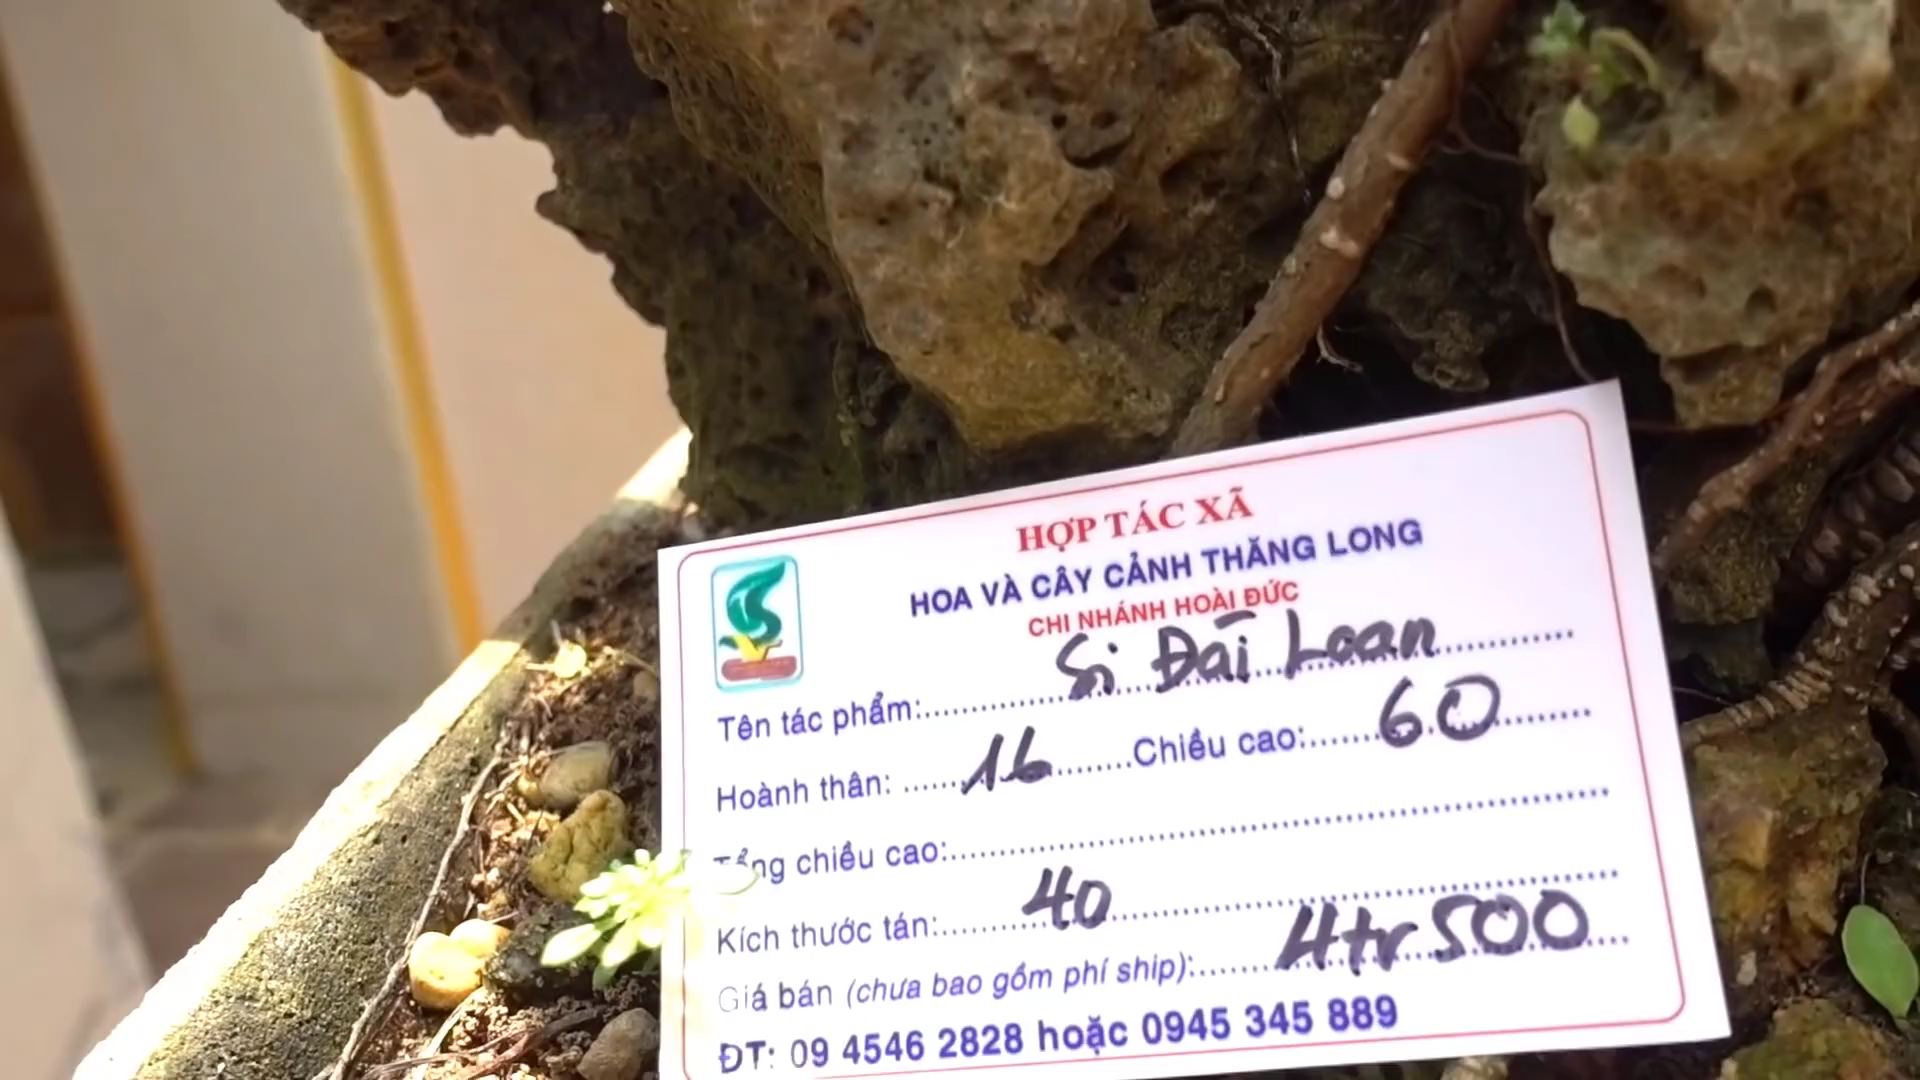 HỢP TÁC XÃ
HOA VÀ CÂY CẢNH THĂNG LONG
CHI NHÁNH HOÀI ĐỨC
Tên tác phẩm: Si Đài Loan
Hoành thân: 16 Chiều cao: 60
Tổng chiều cao:
Kích thước tán: 40
Giá bán (chưa bao gồm phí ship): 4tr500
ĐT: 09 4546 2828 hoặc 0945 345 889